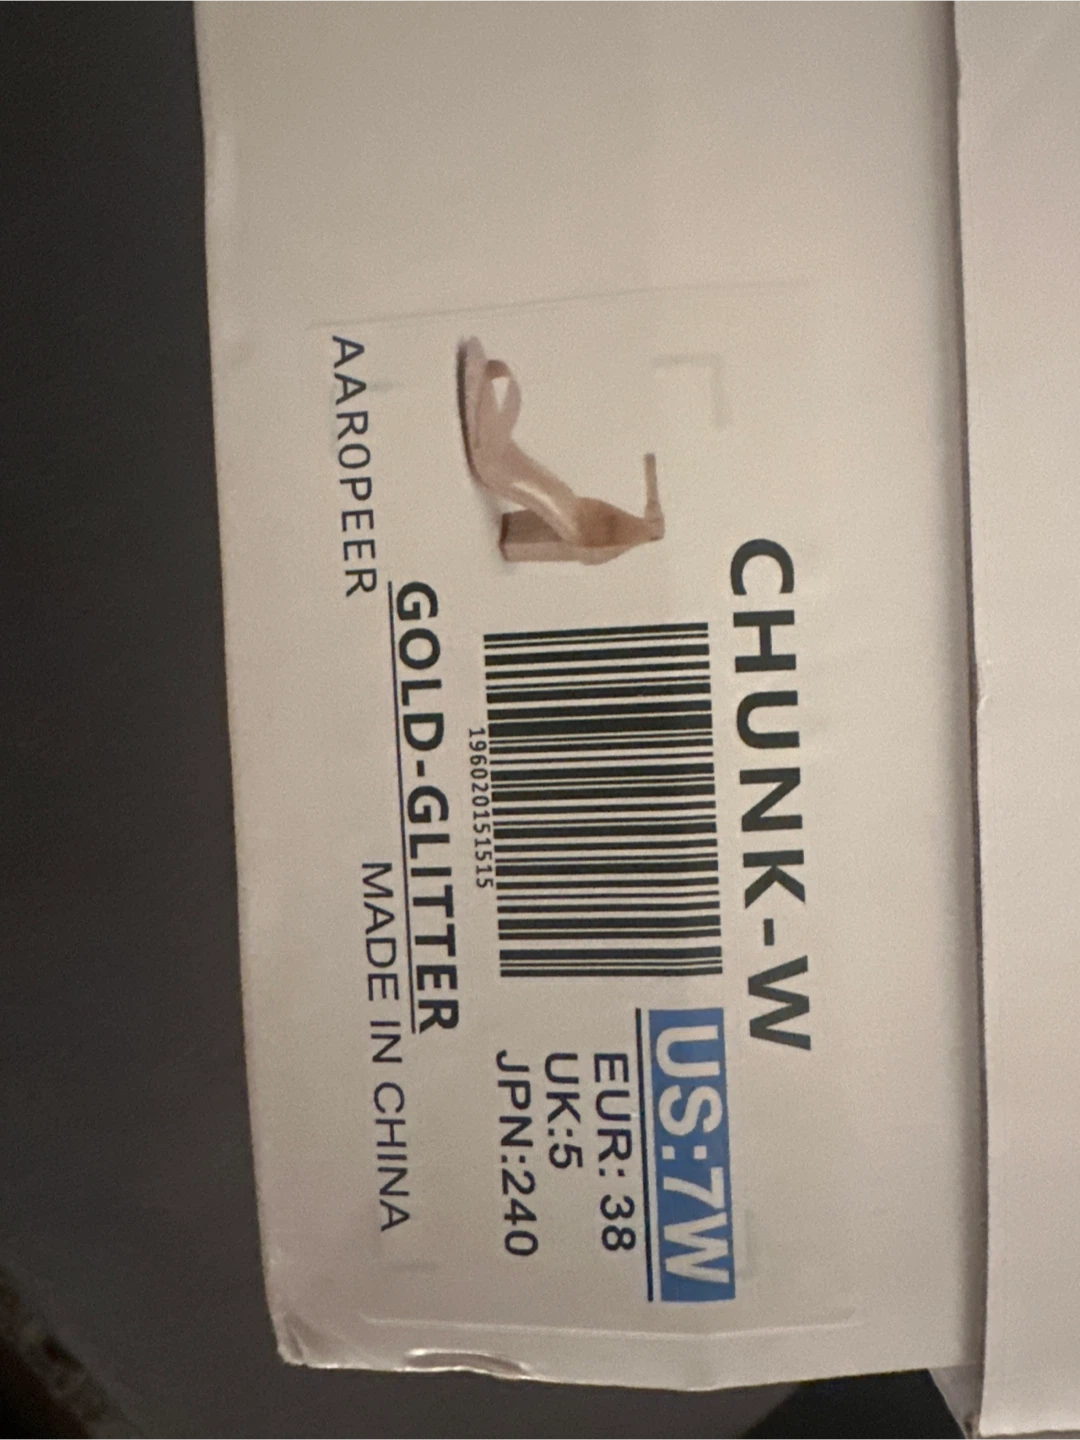 CHUNK-W
US:7W
EUR: 38
UK:5
JPN:240
196020151515
GOLD-GLITTER
AAROPEER
MADE IN CHINA